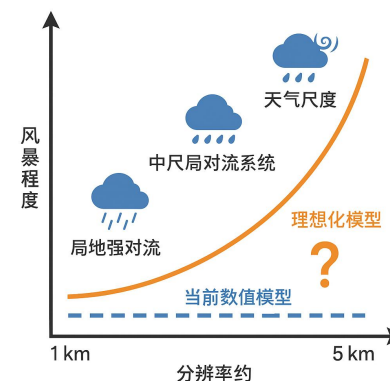 天气尺度
中尺局对流系统
局地强对流
风暴程度
理想化模型
?
当前数值模型
1 km
5 km
分辨率约